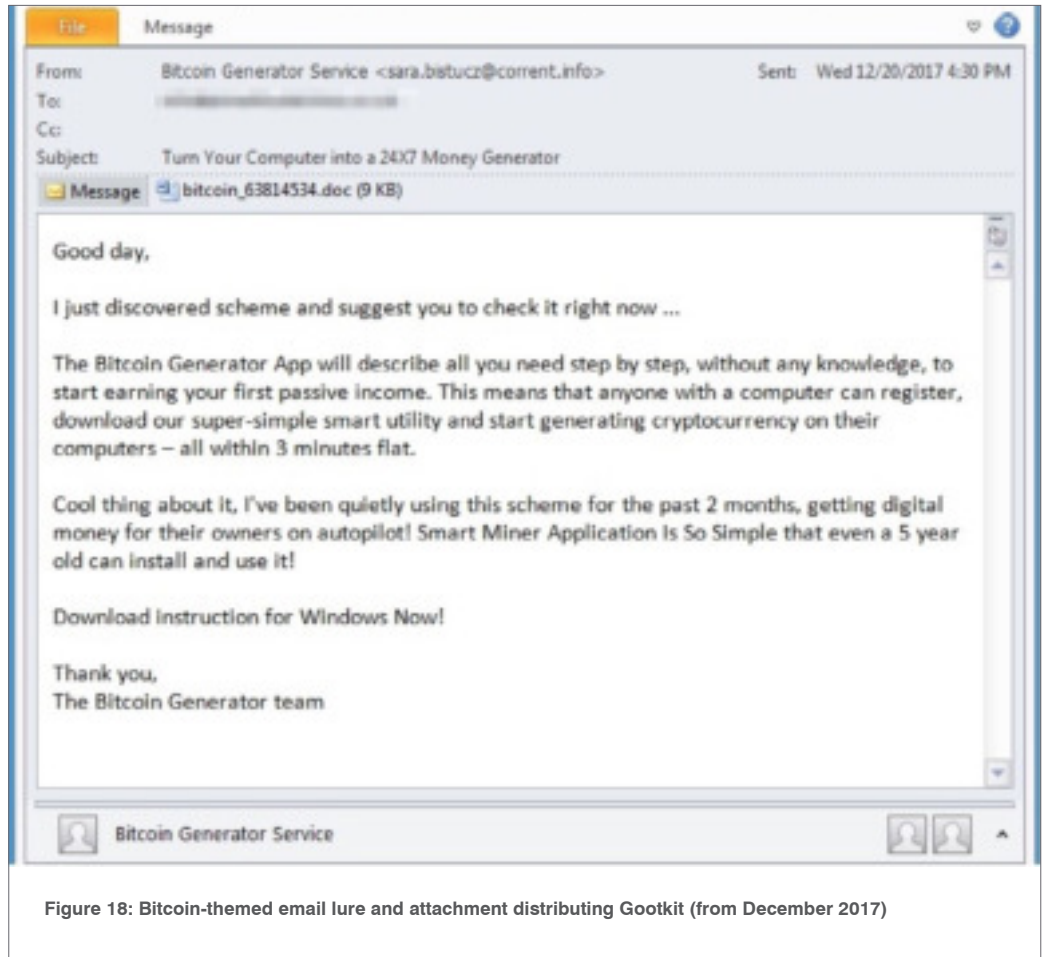 File Message
From: Bitcoin Generator Service <sara.bistucz@corrent.info> Sent: Wed 12/20/2017 4:30 PM
To:
Cc:
Subject: Turn Your Computer into a 24X7 Money Generator
Message bitcoin_63814534.doc (9 KB)
Good day,
I just discovered scheme and suggest you to check it right now ...
The Bitcoin Generator App will describe all you need step by step, without any knowledge, to
start earning your first passive income. This means that anyone with a computer can register,
download our super-simple smart utility and start generating cryptocurrency on their
computers – all within 3 minutes flat.
Cool thing about it, I've been quietly using this scheme for the past 2 months, getting digital
money for their owners on autopilot! Smart Miner Application Is So Simple that even a 5 year
old can install and use it!
Download instruction for Windows Now!
Thank you,
The Bitcoin Generator team
Bitcoin Generator Service
Figure 18: Bitcoin-themed email lure and attachment distributing Gootkit (from December 2017)